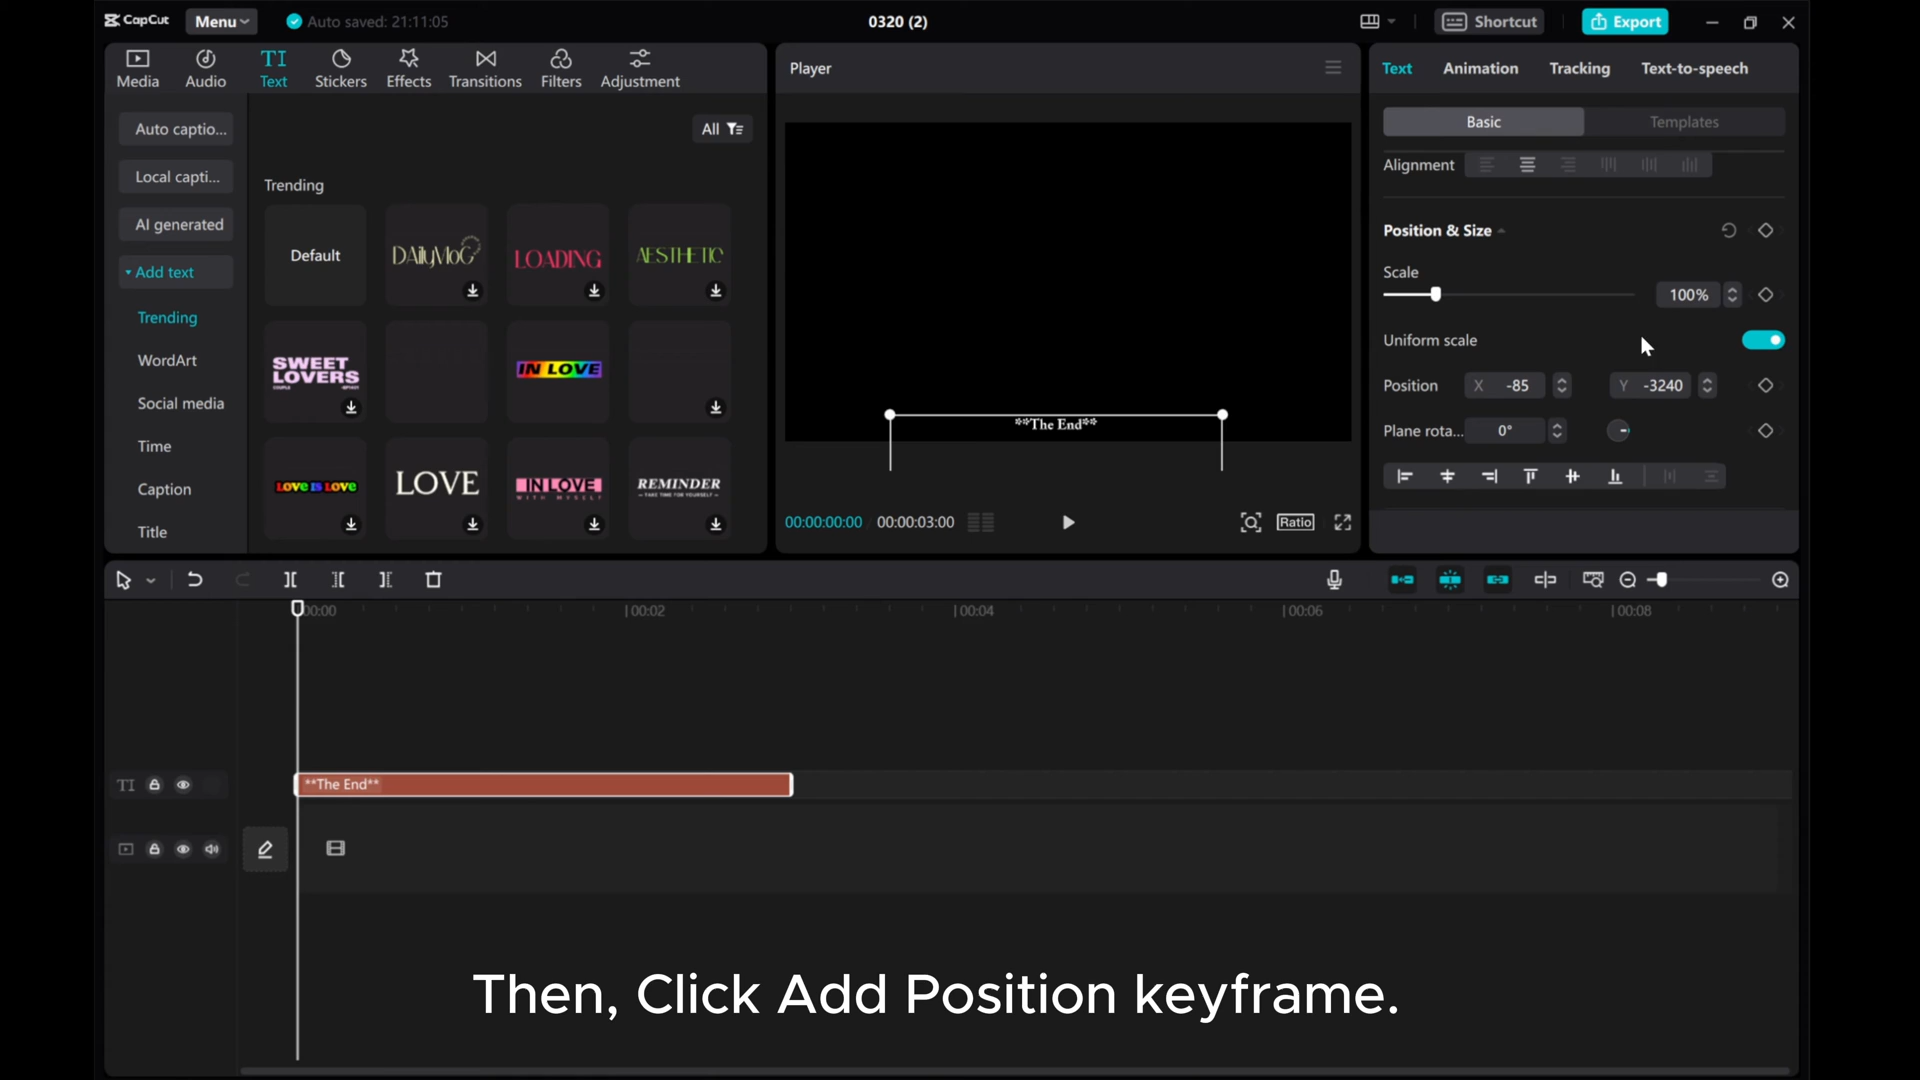 CapCut Menu Auto saved: 21:11:05 0320 (2) Shortcut Export
Media Audio Text Stickers Effects Transitions Filters Adjustment
Auto captio...
Local capti...
AI generated
Add text
Trending
WordArt
Social media
Time
Caption
Title
All
Trending
Default DAilyVloG LOADING AESTHETIC
SWEET
LOVERS
IN LOVE
LOVE IS LOVE LOVE IN LOVE
WITH MYSELF
REMINDER
TAKE TIME FOR YOURSELF
Player
**The End**
00:00:00:00 00:00:03:00 Ratio
Text Animation Tracking Text-to-speech
Basic Templates
Alignment
Position & Size
Scale
100%
Uniform scale
Position X -85 Y -3240
Plane rota... 0°
00:00 00:02 00:04 00:06 00:08
TI **The End**
Then, Click Add Position keyframe.